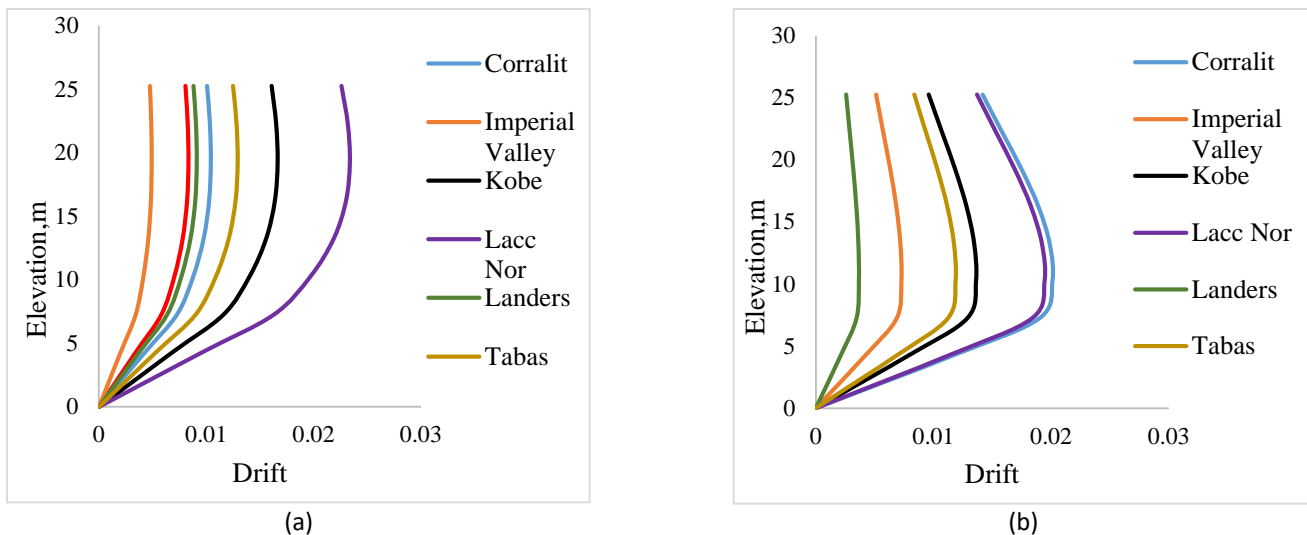 30
25
20
15
10
5
0
Elevation,m
0
0.01
0.02
0.03
Drift
Corralit
Imperial
Valley
Kobe
Lacc
Nor
Landers
Tabas
(a)
30
25
20
15
10
5
0
Elevation,m
0
0.01
0.02
0.03
Drift
Corralit
Imperial
Valley
Kobe
Lacc Nor
Landers
Tabas
(b)